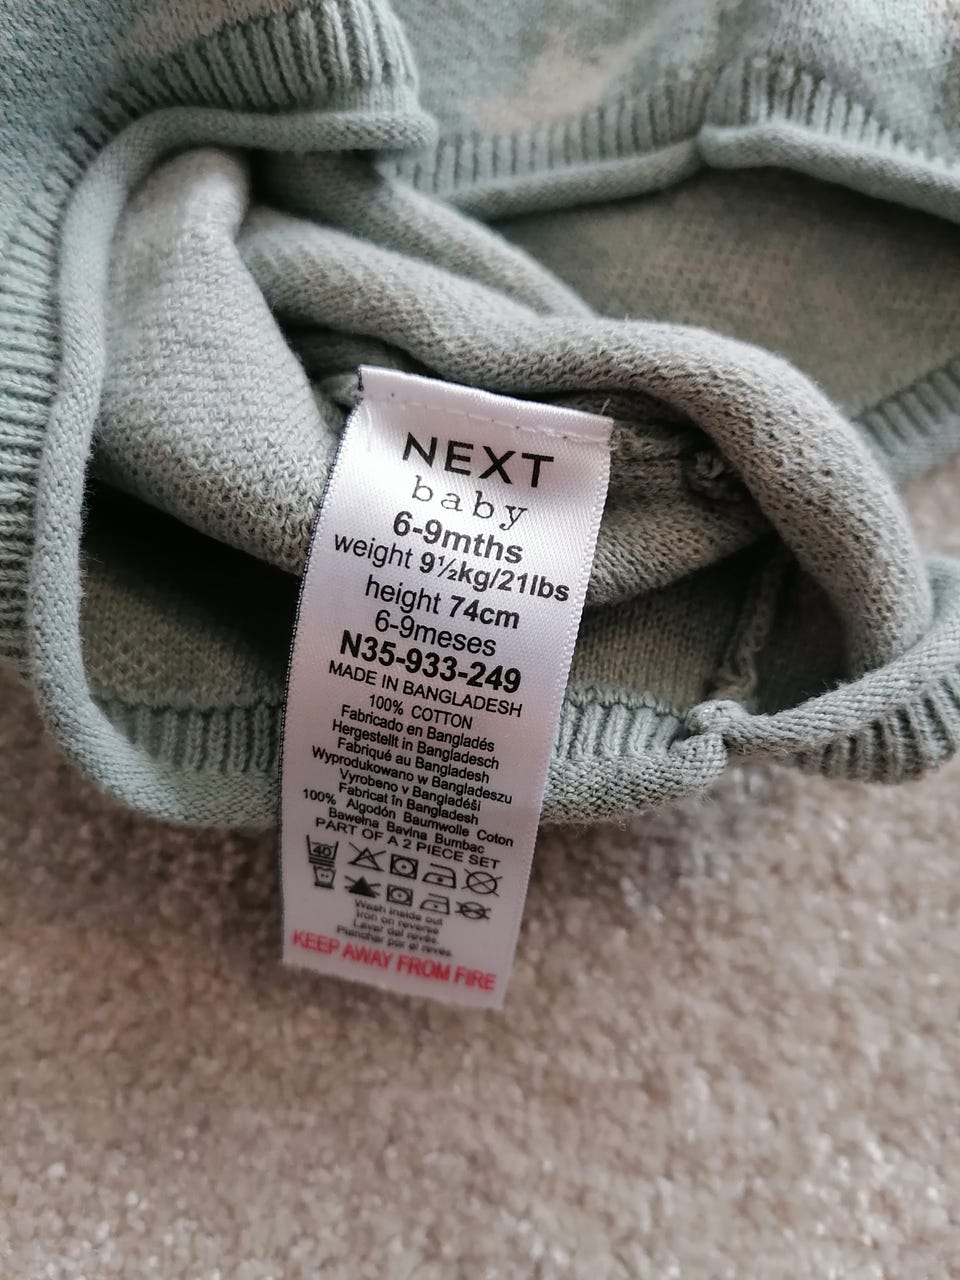 NEXT
baby
6-9mths
weight 9½kg/21lbs
height 74cm
6-9meses
N35-933-249
MADE IN BANGLADESH
100% COTTON
Fabricado en Bangladés
Hergestellt in Bangladesch
Fabriqué au Bangladesh
Wyprodukowano w Bangladeszu
Vyrobeno v Bangladéši
Fabricat în Bangladesh
100% Algodón Baumwolle Coton
Bawełna Bavlna Bumbac
PART OF A 2 PIECE SET
40
Wash inside out
Iron on reverse
Lavar del revés
Planchar por el revés
KEEP AWAY FROM FIRE